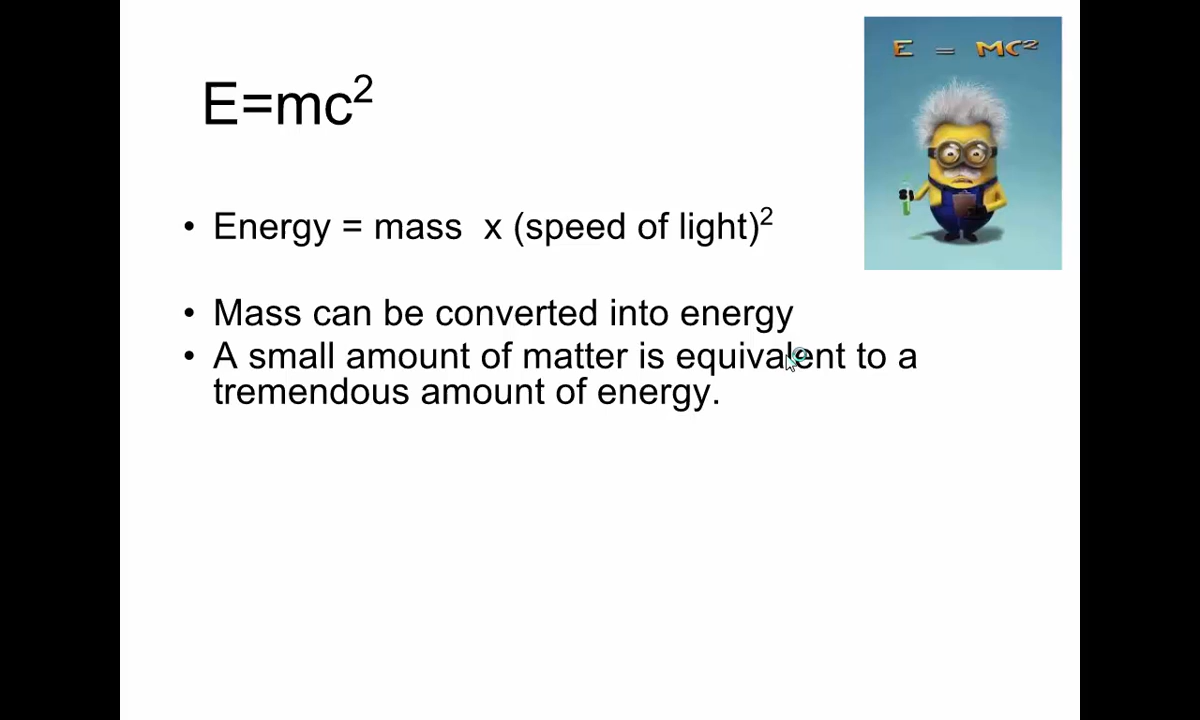 E = MC²
E=mc²
• Energy = mass x (speed of light)²
• Mass can be converted into energy
• A small amount of matter is equivalent to a
tremendous amount of energy.